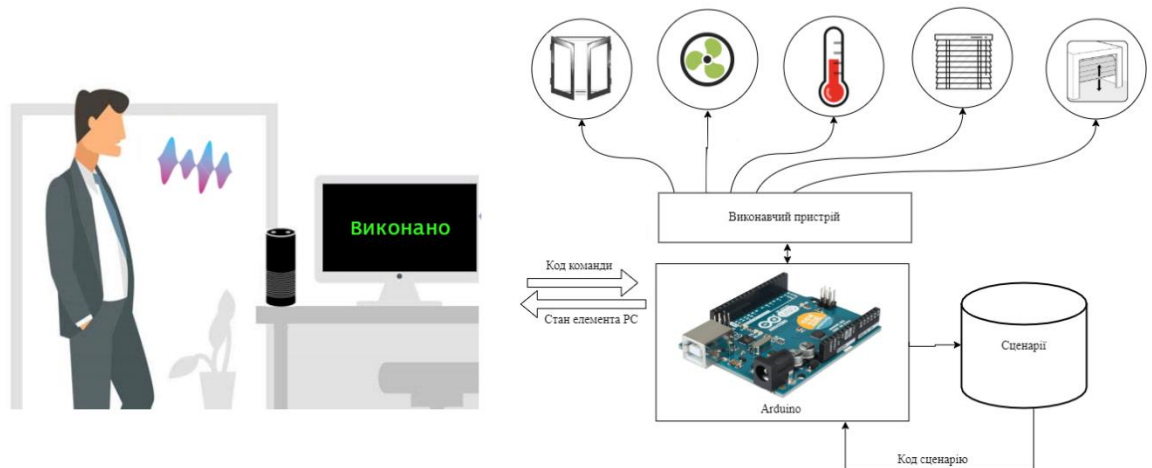 Виконавчий пристрій
Виконано
Код команди
Стан елемента РС
Сценарії
Arduino
Код сценарію